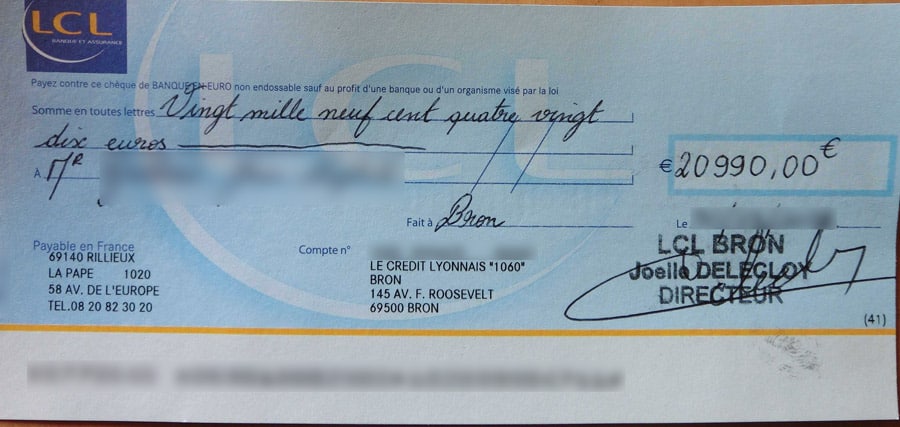 LCL
BANQUE ET ASSURANCE
Payez contre ce chèque de BANQUE EN EURO non endossable sauf au profit d'une banque ou d'un organisme visé par la loi
Somme en toutes lettres Vingt mille neuf cent quatre vingt
dix euros
€ 20990,00€
À Mr
Fait à Bron
Le
Payable en France
69140 RILLIEUX
LA PAPE 1020
58 AV. DE L'EUROPE
TEL.08 20 82 30 20
Compte n°
LE CREDIT LYONNAIS "1060"
BRON
145 AV. F. ROOSEVELT
69500 BRON
LCL BRON
Joelle DELECLOY
DIRECTEUR
(41)